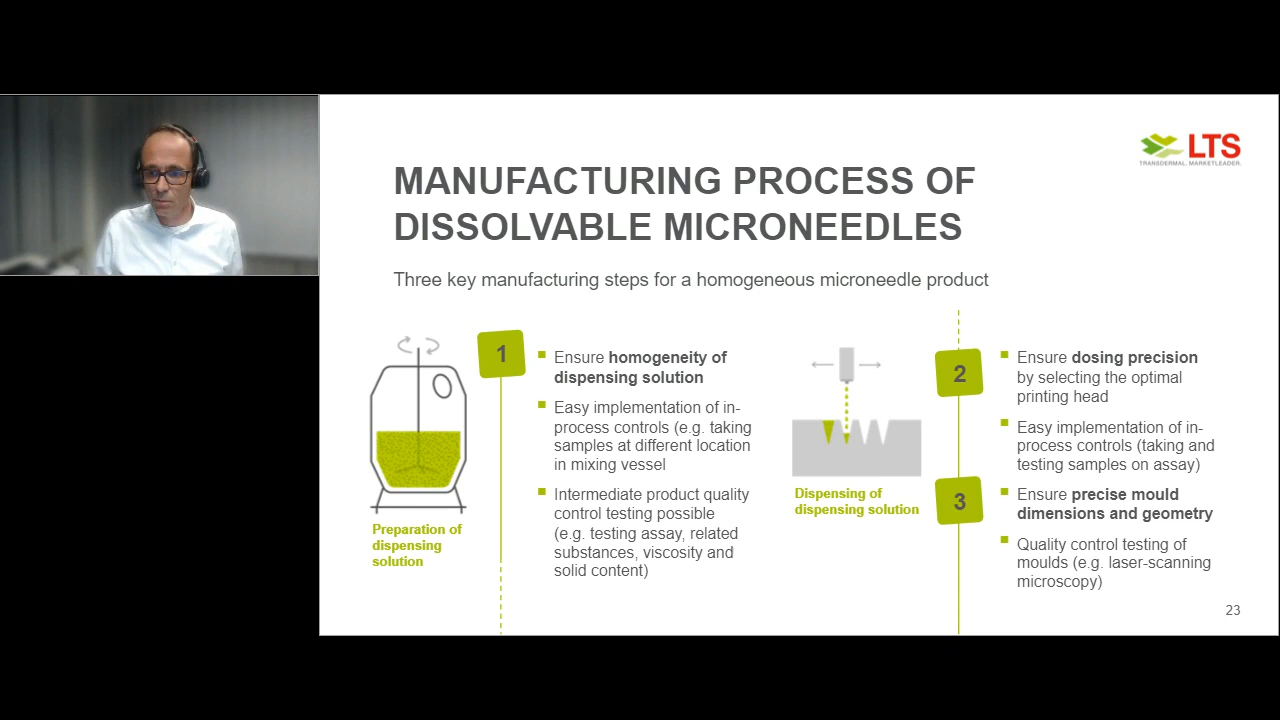 LTS
TRANSDERMAL. MARKETLEADER.
MANUFACTURING PROCESS OF
DISSOLVABLE MICRONEEDLES
Three key manufacturing steps for a homogeneous microneedle product
Preparation of
dispensing
solution
1
Ensure homogeneity of
dispensing solution
Easy implementation of in-
process controls (e.g. taking
samples at different location
in mixing vessel
Intermediate product quality
control testing possible
(e.g. testing assay, related
substances, viscosity and
solid content)
Dispensing of
dispensing solution
2
Ensure dosing precision
by selecting the optimal
printing head
Easy implementation of in-
process controls (taking and
testing samples on assay)
3
Ensure precise mould
dimensions and geometry
Quality control testing of
moulds (e.g. laser-scanning
microscopy)
23